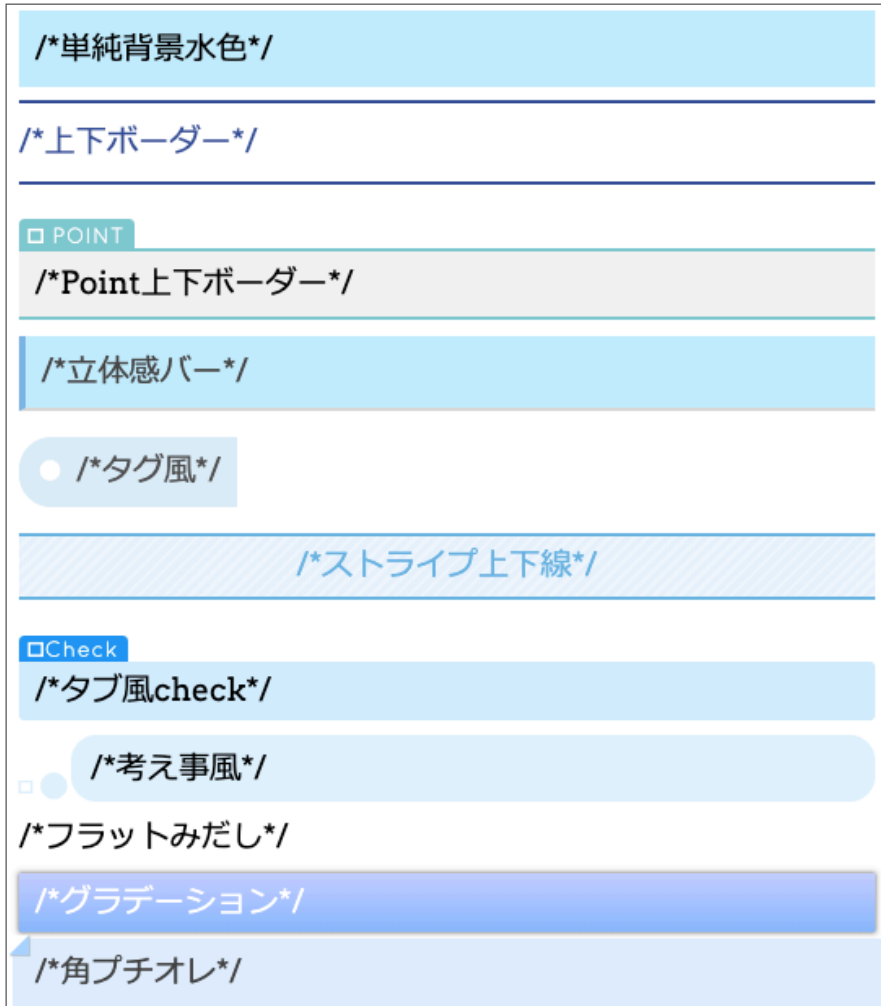 /*単純背景水色*/
/*上下ボーダー*/
POINT
/*Point上下ボーダー*/
/*立体感バー*/
/*タグ風*/
/*ストライプ上下線*/
Check
/*タブ風check*/
/*考え事風*/
/*フラットみだし*/
/*グラデーション*/
/*角プチオレ*/